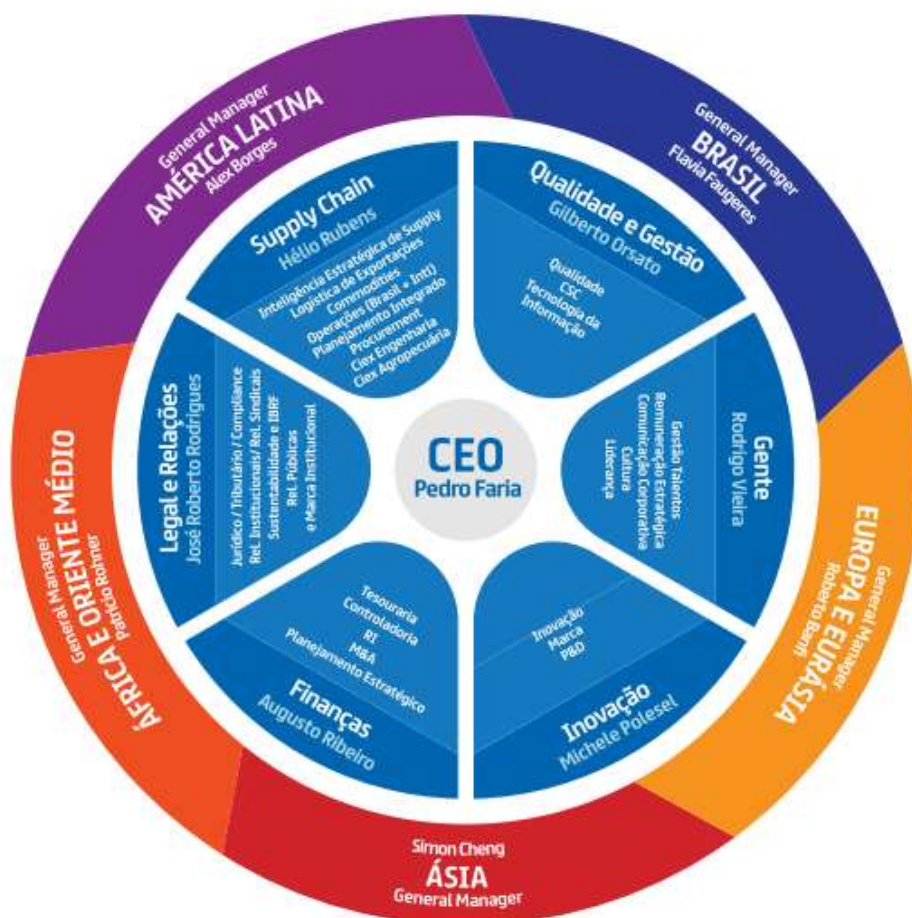 General Manager
AMÉRICA LATINA
Alex Borges
General Manager
BRASIL
Flavia Faugeres
General Manager
EUROPA E EURÁSIA
Roberto Banfi
Simon Cheng
ÁSIA
General Manager
General Manager
ÁFRICA E ORIENTE MÉDIO
Patricio Rohner
Supply Chain
Hélio Rubens
Inteligência Estratégica de Supply
Logística de Exportações
Commodities
Operações (Brasil + Intl)
Planejamento Integrado
Procurement
Ciex Engenharia
Ciex Agropecuária
Qualidade e Gestão
Gilberto Orsato
Qualidade
CSC
Tecnologia da
Informação
Gente
Rodrigo Vieira
Gestão Talentos
Remuneração Estratégica
Comunicação Corporativa
Cultura
Liderança
Inovação
Marca
P&D
Inovação
Michele Polesel
Tesouraria
Controladoria
RI
M&A
Planejamento Estratégico
Finanças
Augusto Ribeiro
Legal e Relações
José Roberto Rodrigues
Jurídico / Tributário / Compliance
Rel. Institucionais/ Rel. Sindicais
Sustentabilidade e IBRF
Rel. Públicas
e Marca Institucional
CEO
Pedro Faria